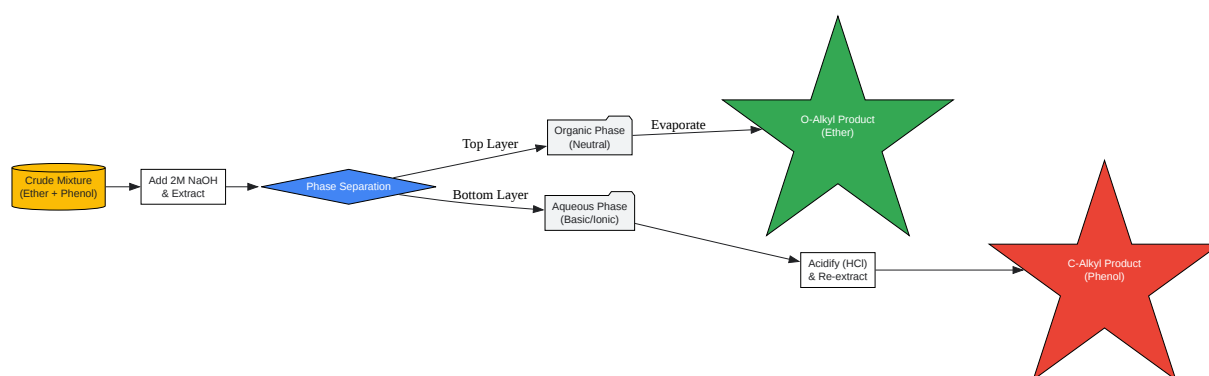 Crude Mixture
(Ether + Phenol)
Add 2M NaOH
& Extract
Phase Separation
Top Layer
Bottom Layer
Organic Phase
(Neutral)
Aqueous Phase
(Basic/Ionic)
Evaporate
O-Alkyl Product
(Ether)
Acidify (HCl)
& Re-extract
C-Alkyl Product
(Phenol)